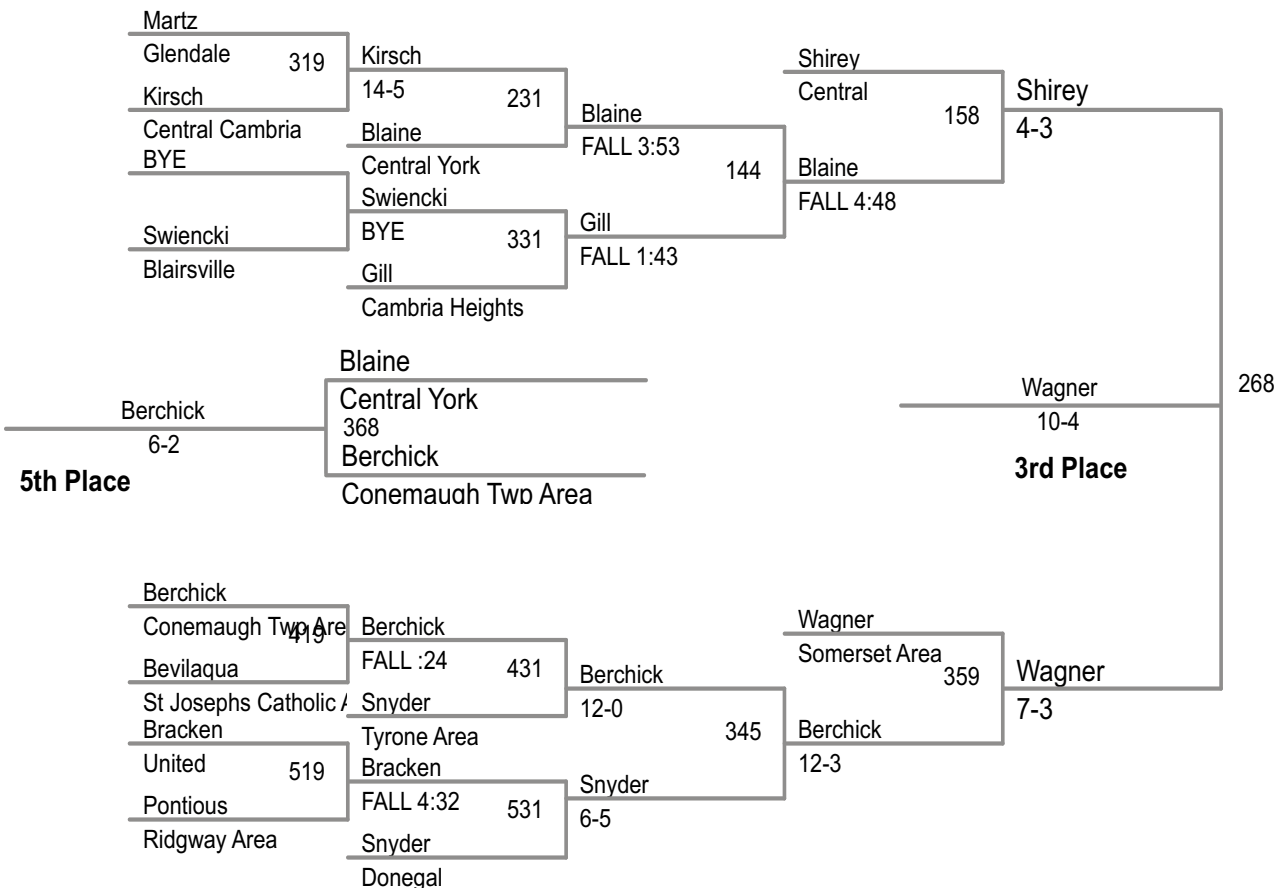 Martz
Glendale
319
Kirsch
Central Cambria
BYE
Swiencki
Blairsville
Kirsch
14-5
231
Blaine
Central York
Swiencki
BYE
331
Gill
Cambria Heights
Blaine
FALL 3:53
144
Gill
FALL 1:43
Shirey
Central
158
Blaine
FALL 4:48
Shirey
4-3
Blaine
Central York
368
Berchick
Conemaugh Twp Area
Berchick
6-2
5th Place
Wagner
10-4
3rd Place
268
Berchick
Conemaugh Twp Are
419
Bevilaqua
St Josephs Catholic A
Bracken
United
519
Pontious
Ridgway Area
Berchick
FALL :24
431
Snyder
Tyrone Area
Bracken
FALL 4:32
531
Snyder
Donegal
Berchick
12-0
345
Snyder
6-5
Wagner
Somerset Area
359
Berchick
12-3
Wagner
7-3